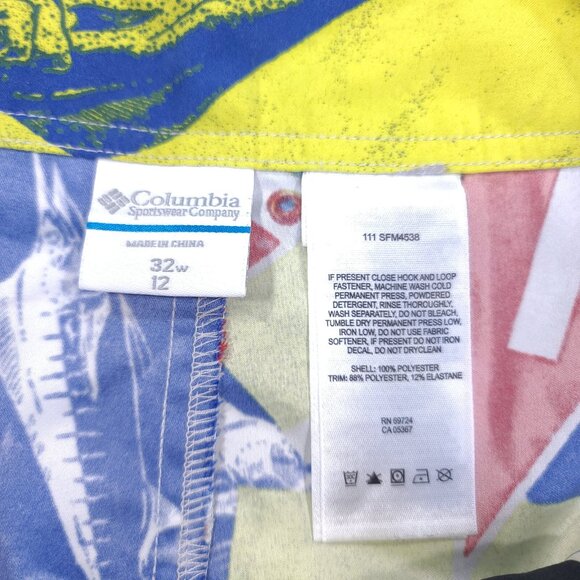 Columbia
Sportswear Company
MADE IN CHINA
32W
12
111 SFM4538
IF PRESENT CLOSE HOOK AND LOOP
FASTENER, MACHINE WASH COLD
PERMANENT PRESS, POWDERED
DETERGENT, RINSE THOROUGHLY.
WASH SEPARATELY, DO NOT BLEACH,
TUMBLE DRY PERMANENT PRESS LOW,
IRON LOW, DO NOT USE FABRIC
SOFTENER, IF PRESENT DO NOT IRON
DECAL, DO NOT DRYCLEAN
SHELL: 100% POLYESTER
TRIM: 88% POLYESTER, 12% ELASTANE
RN 69724
CA 05367